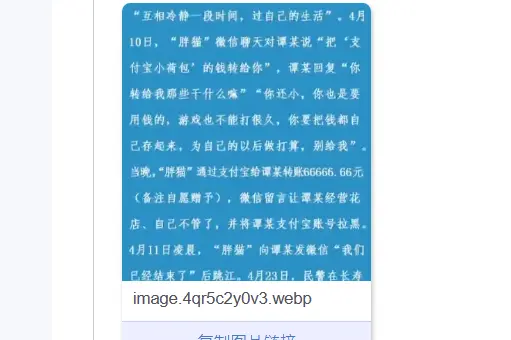 “互相冷静一段时间，过自己的生活”。4月
10日，“胖猫”微信聊天对谭某说“把‘支
付宝小荷包’的钱转给你”，谭某回复“你
转给我那些干什么嘛”“你还小，你也是要
用钱的，游戏也不能打很久，你要把钱都自
己存起来，为自己的以后做打算，别给我”。
当晚，“胖猫”通过支付宝给谭某转账66666.66元
（备注自愿赠予），微信留言让谭某经营花
店、自己不管了，并将谭某支付宝账号拉黑。
4月11日凌晨，“胖猫”向谭某发微信“我们
已经结束了”后跳江。4月23日，民警在长寿
image.4qr5c2y0v3.webp
复制图片链接